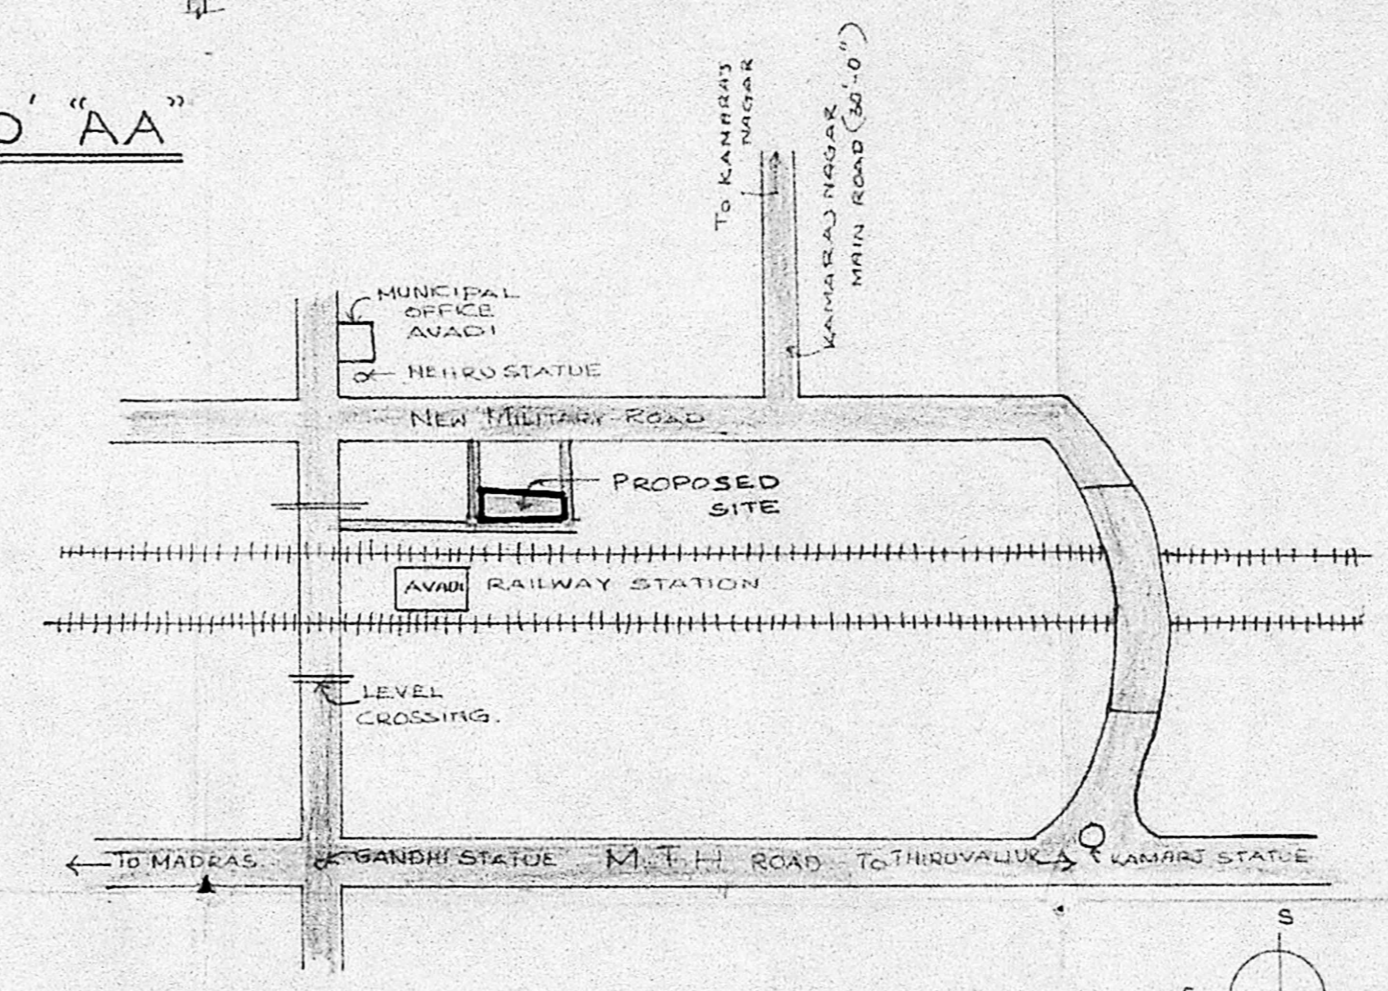 "AA"
TO KAMARAJ
NAGAR
KAMARAJ NAGAR
MAIN ROAD (30'-0")
MUNICIPAL
OFFICE
AVADI
NEHRU STATUE
NEW MILITARY ROAD
PROPOSED
SITE
AVADI RAILWAY STATION
LEVEL
CROSSING.
TO MADRAS
GANDHI STATUE
M.T.H ROAD
TO THIRUVALLUR
KAMARJ STATUE
S